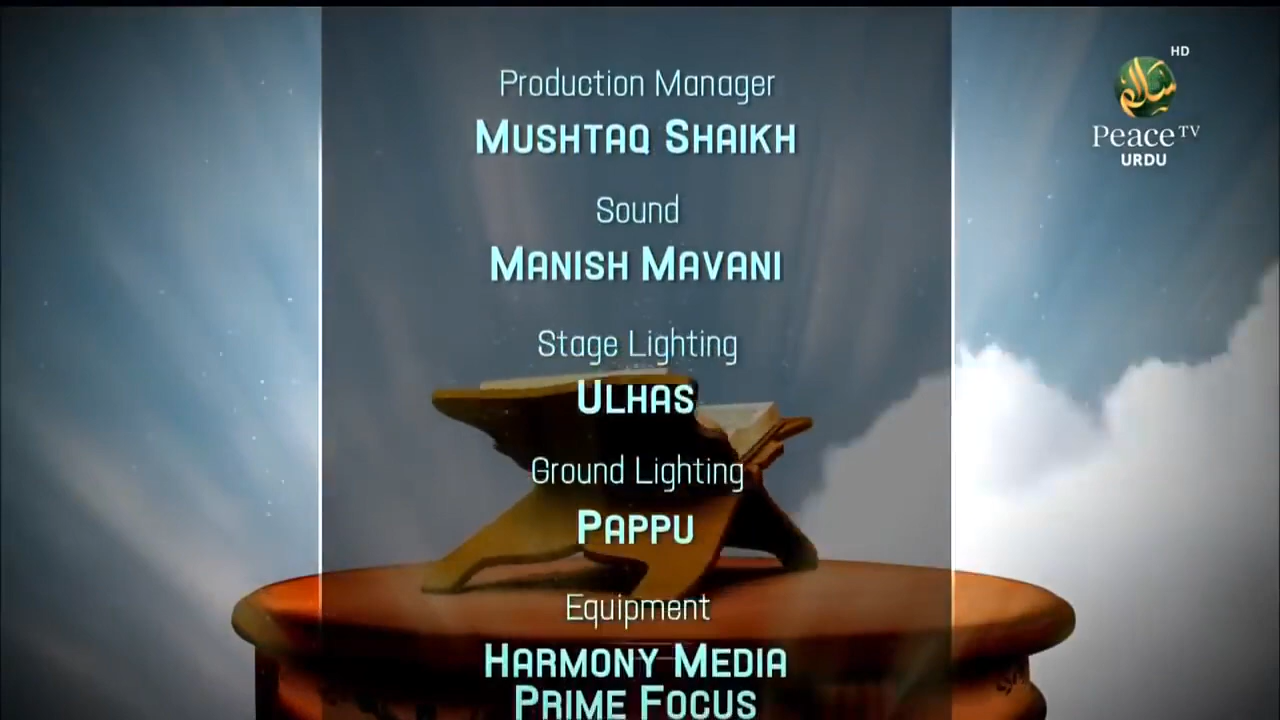 HD
سلام
Peace TV
URDU
Production Manager
MUSHTAQ SHAIKH
Sound
MANISH MAVANI
Stage Lighting
ULHAS
Ground Lighting
PAPPU
Equipment
HARMONY MEDIA
PRIME FOCUS